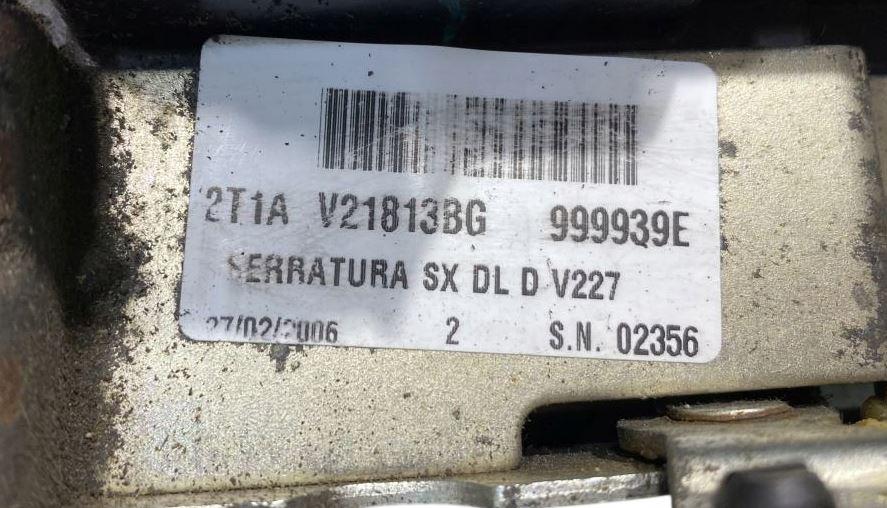 2T1A V21813BG 999939E
SERRATURA SX DL D V227
27/02/2006 2 S.N. 02356